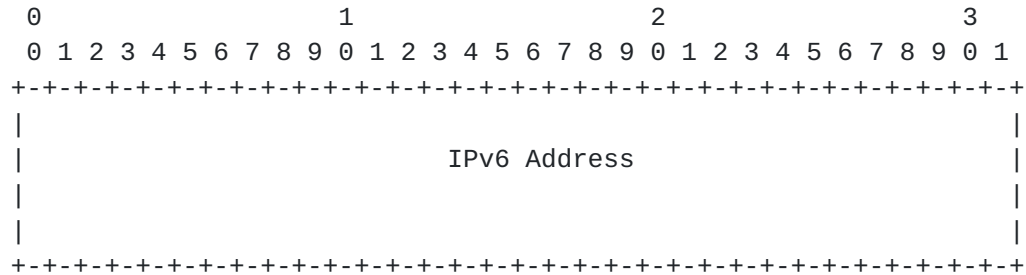 0                   1                   2                   3
 0 1 2 3 4 5 6 7 8 9 0 1 2 3 4 5 6 7 8 9 0 1 2 3 4 5 6 7 8 9 0 1
+-+-+-+-+-+-+-+-+-+-+-+-+-+-+-+-+-+-+-+-+-+-+-+-+-+-+-+-+-+-+-+-+
|                                                               |
|                          IPv6 Address                         |
|                                                               |
|                                                               |
+-+-+-+-+-+-+-+-+-+-+-+-+-+-+-+-+-+-+-+-+-+-+-+-+-+-+-+-+-+-+-+-+